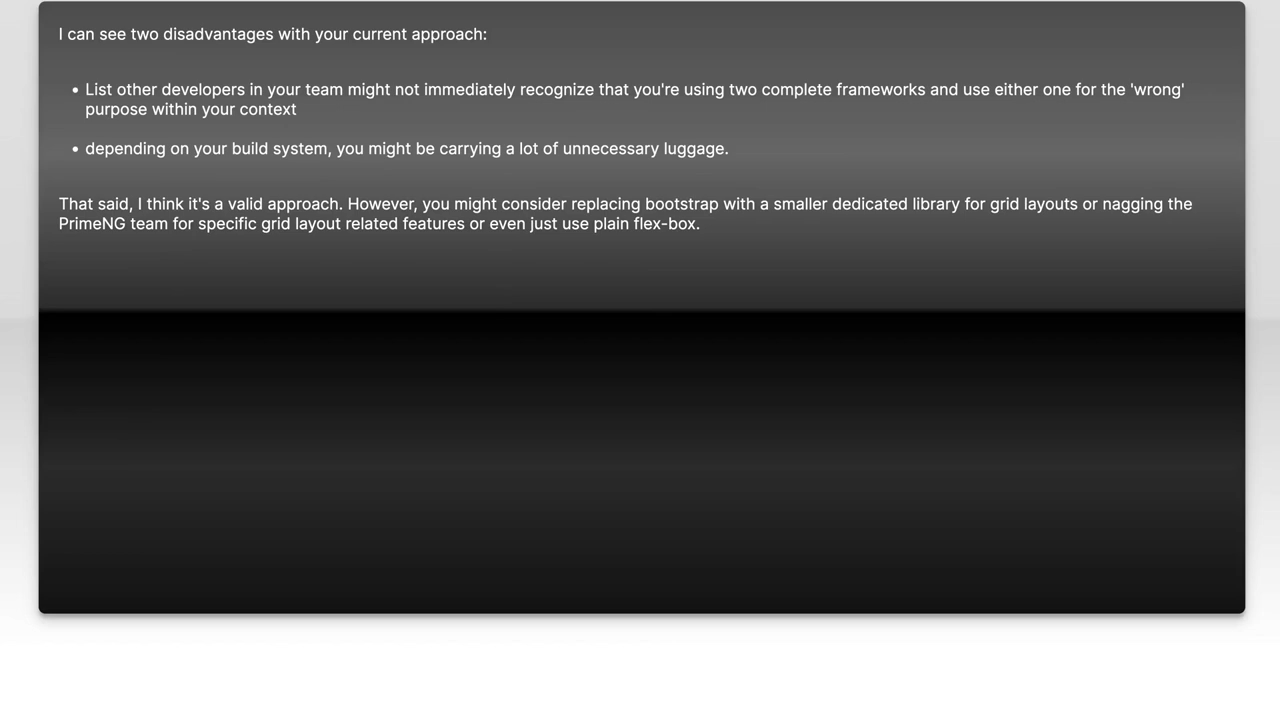 I can see two disadvantages with your current approach:
• List other developers in your team might not immediately recognize that you're using two complete frameworks and use either one for the 'wrong'
purpose within your context
• depending on your build system, you might be carrying a lot of unnecessary luggage.
That said, I think it's a valid approach. However, you might consider replacing bootstrap with a smaller dedicated library for grid layouts or nagging the
PrimeNG team for specific grid layout related features or even just use plain flex-box.